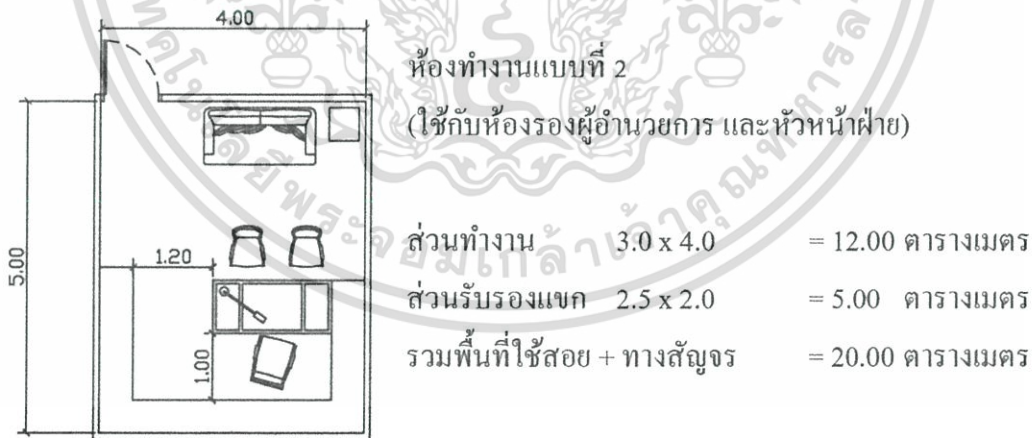 4.00
ห้องทำงานแบบที่ 2
(ใช้กับห้องรองผู้อำนวยการ และหัวหน้าฝ่าย)
5.00
1.20
1.00
ส่วนทำงาน 3.0 x 4.0 = 12.00 ตารางเมตร
ส่วนรับรองแขก 2.5 x 2.0 = 5.00 ตารางเมตร
รวมพื้นที่ใช้สอย + ทางสัญจร = 20.00 ตารางเมตร